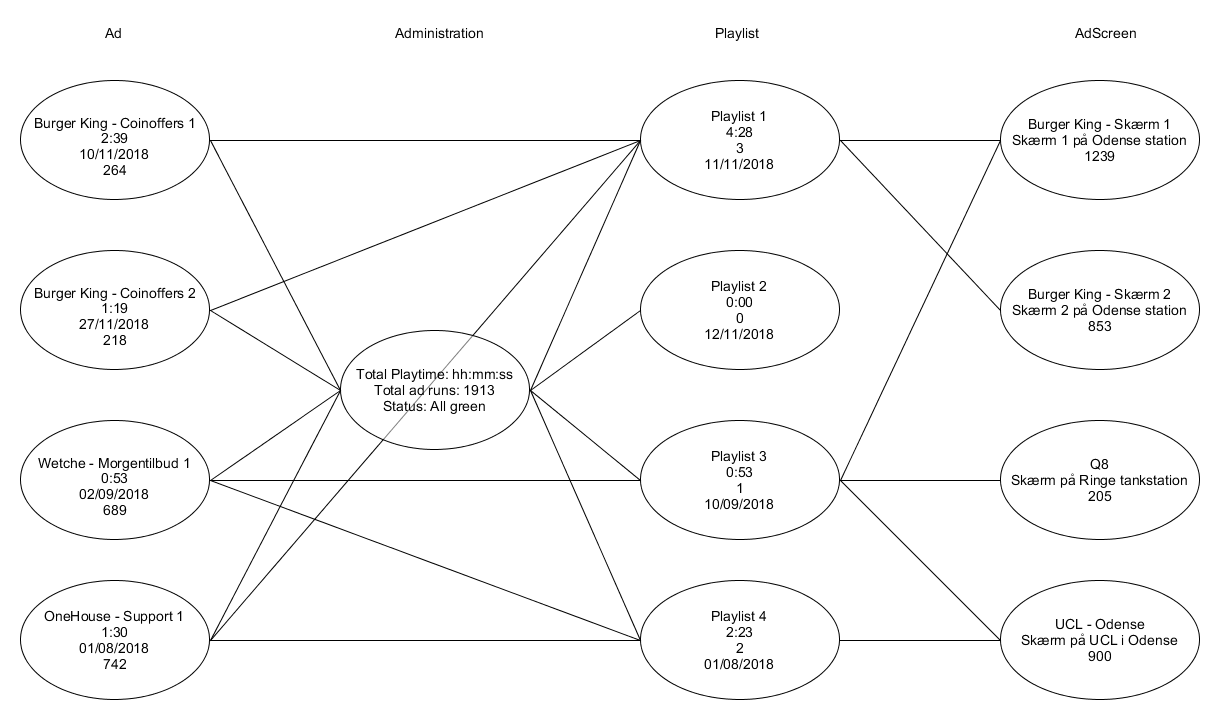 Ad
Administration
Playlist
AdScreen
Burger King - Coinoffers 1
2:39
10/11/2018
264
Playlist 1
4:28
3
11/11/2018
Burger King - Skærm 1
Skærm 1 på Odense station
1239
Burger King - Coinoffers 2
1:19
27/11/2018
218
Playlist 2
0:00
0
12/11/2018
Burger King - Skærm 2
Skærm 2 på Odense station
853
Total Playtime: hh:mm:ss
Total ad runs: 1913
Status: All green
Wetche - Morgentilbud 1
0:53
02/09/2018
689
Playlist 3
0:53
1
10/09/2018
Q8
Skærm på Ringe tankstation
205
OneHouse - Support 1
1:30
01/08/2018
742
Playlist 4
2:23
2
01/08/2018
UCL - Odense
Skærm på UCL i Odense
900